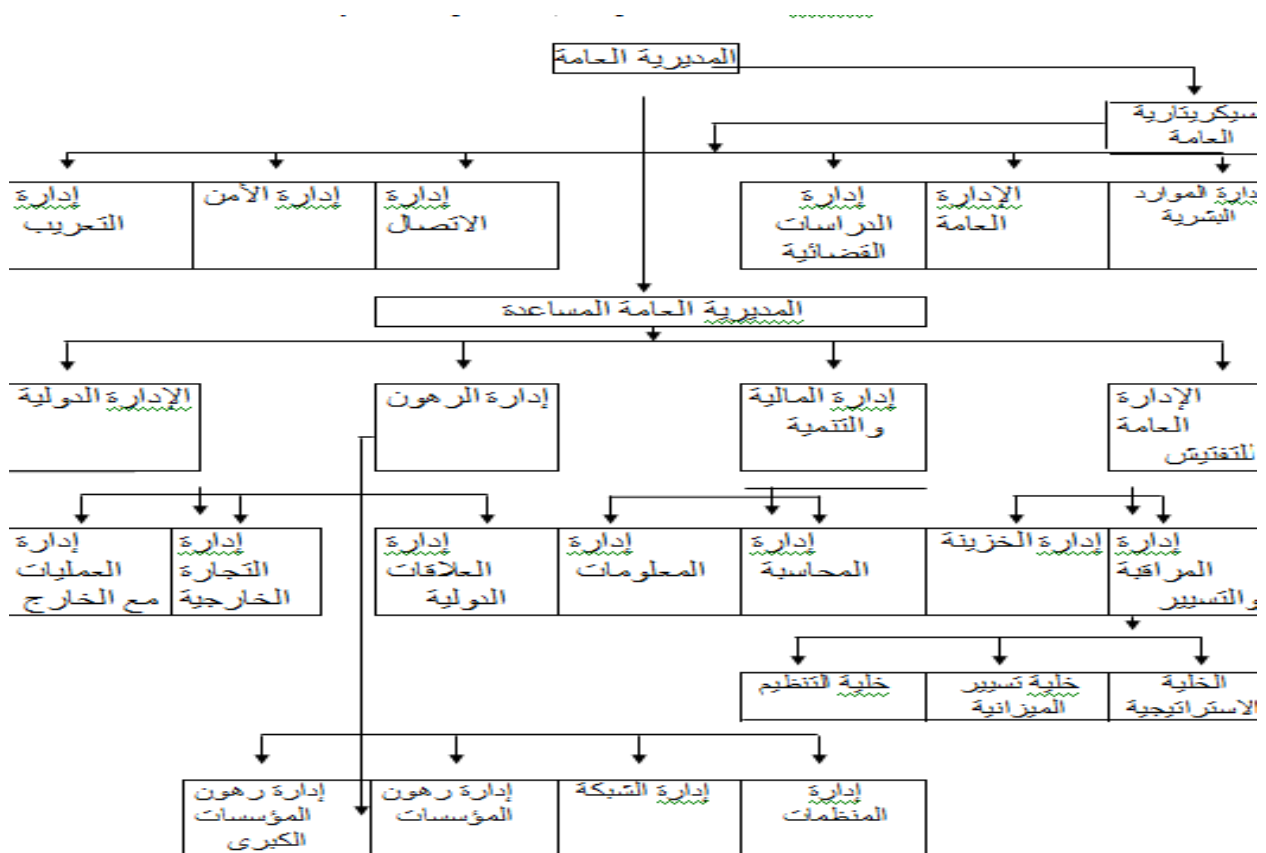 المديرية العامة
سيكريتارية
العامة
إدارة الموارد
البشرية
الإدارة
العامة
إدارة
الدراسات
القضائية
إدارة
الاتصال
إدارة الأمن
إدارة
التعريب
المديرية العامة المساعدة
الإدارة
العامة
للتفتيش
إدارة المالية
والتنمية
إدارة الرهون
الإدارة الدولية
إدارة
المراقبة
والتسيير
إدارة الخزينة
إدارة
المحاسبة
إدارة
المعلومات
إدارة
العلاقات
الدولية
إدارة
التجارة
الخارجية
إدارة
العمليات
مع الخارج
الخلية
الاستراتيجية
خلية تسيير
الميزانية
خلية التنظيم
إدارة
المنظمات
إدارة الشبكة
إدارة رهون
المؤسسات
إدارة رهون
المؤسسات
الكبرى